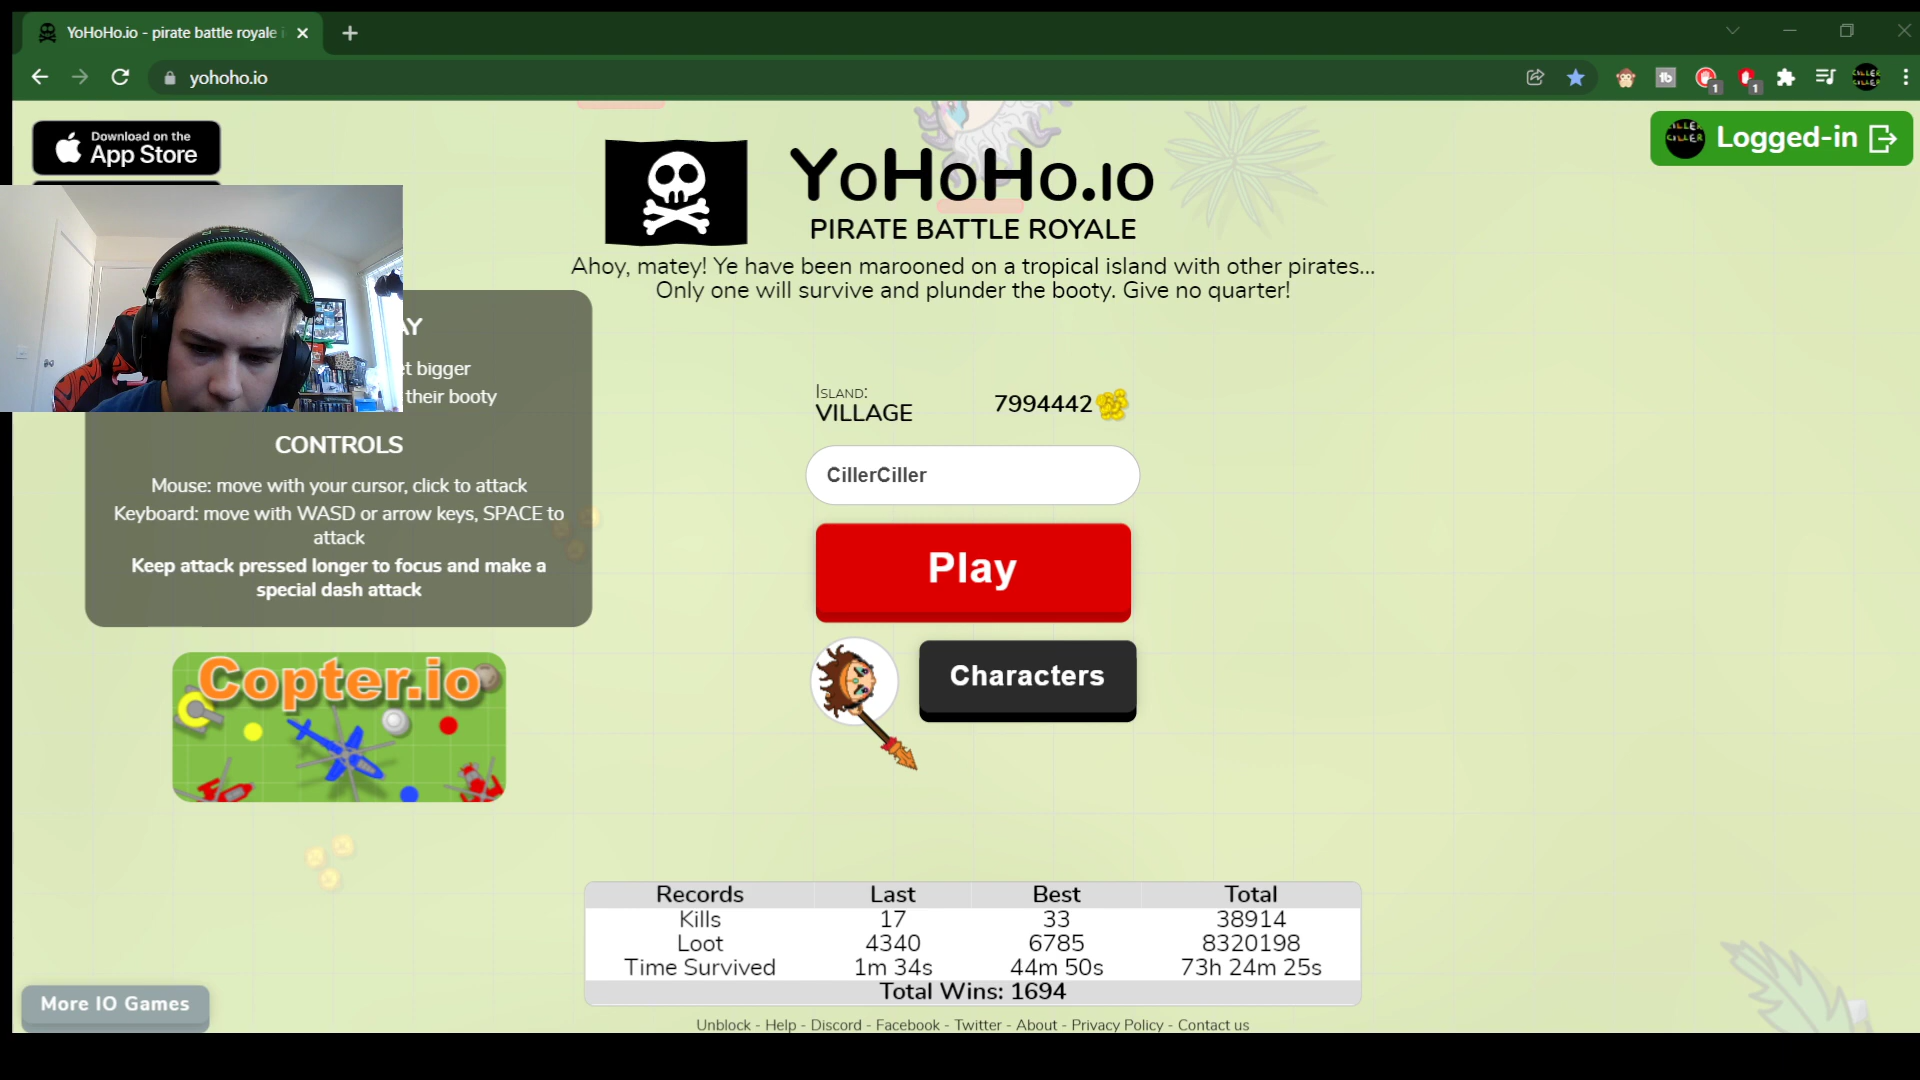 YoHoHo.io - pirate battle royale i
yohoho.io
1
1
Download on the
App Store
CILLER
CILLER
Logged-in
YoHoHo.io
PIRATE BATTLE ROYALE
Ahoy, matey! Ye have been marooned on a tropical island with other pirates...
Only one will survive and plunder the booty. Give no quarter!
AY
et bigger
their booty
CONTROLS
Mouse: move with your cursor, click to attack
Keyboard: move with WASD or arrow keys, SPACE to
attack
Keep attack pressed longer to focus and make a
special dash attack
Island:
VILLAGE
7994442
CillerCiller
Play
Characters
Copter.io
Records Last Best Total
Kills 17 33 38914
Loot 4340 6785 8320198
Time Survived 1m 34s 44m 50s 73h 24m 25s
Total Wins: 1694
More IO Games
Unblock - Help - Discord - Facebook - Twitter - About - Privacy Policy - Contact us